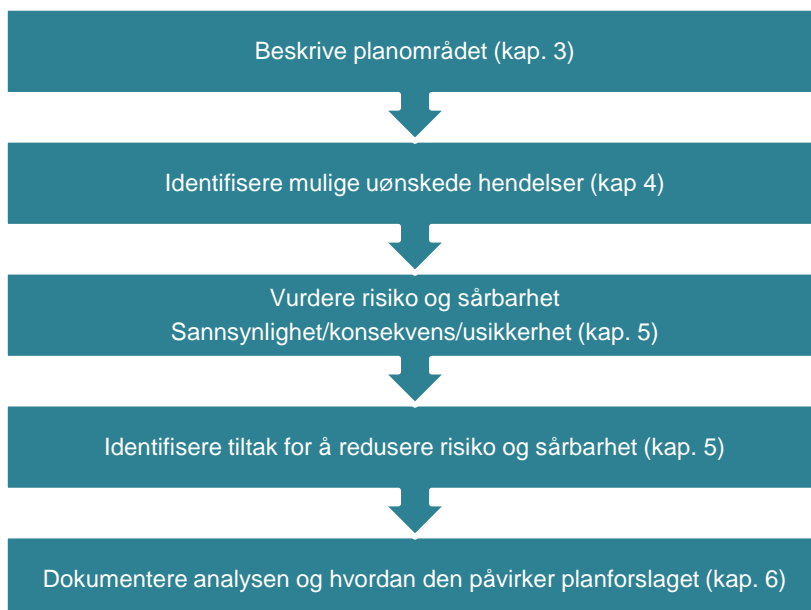 Beskrive planområdet (kap. 3)
Identifisere mulige uønskede hendelser (kap 4)
Vurdere risiko og sårbarhet
Sannsynlighet/konsekvens/usikkerhet (kap. 5)
Identifisere tiltak for å redusere risiko og sårbarhet (kap. 5)
Dokumentere analysen og hvordan den påvirker planforslaget (kap. 6)